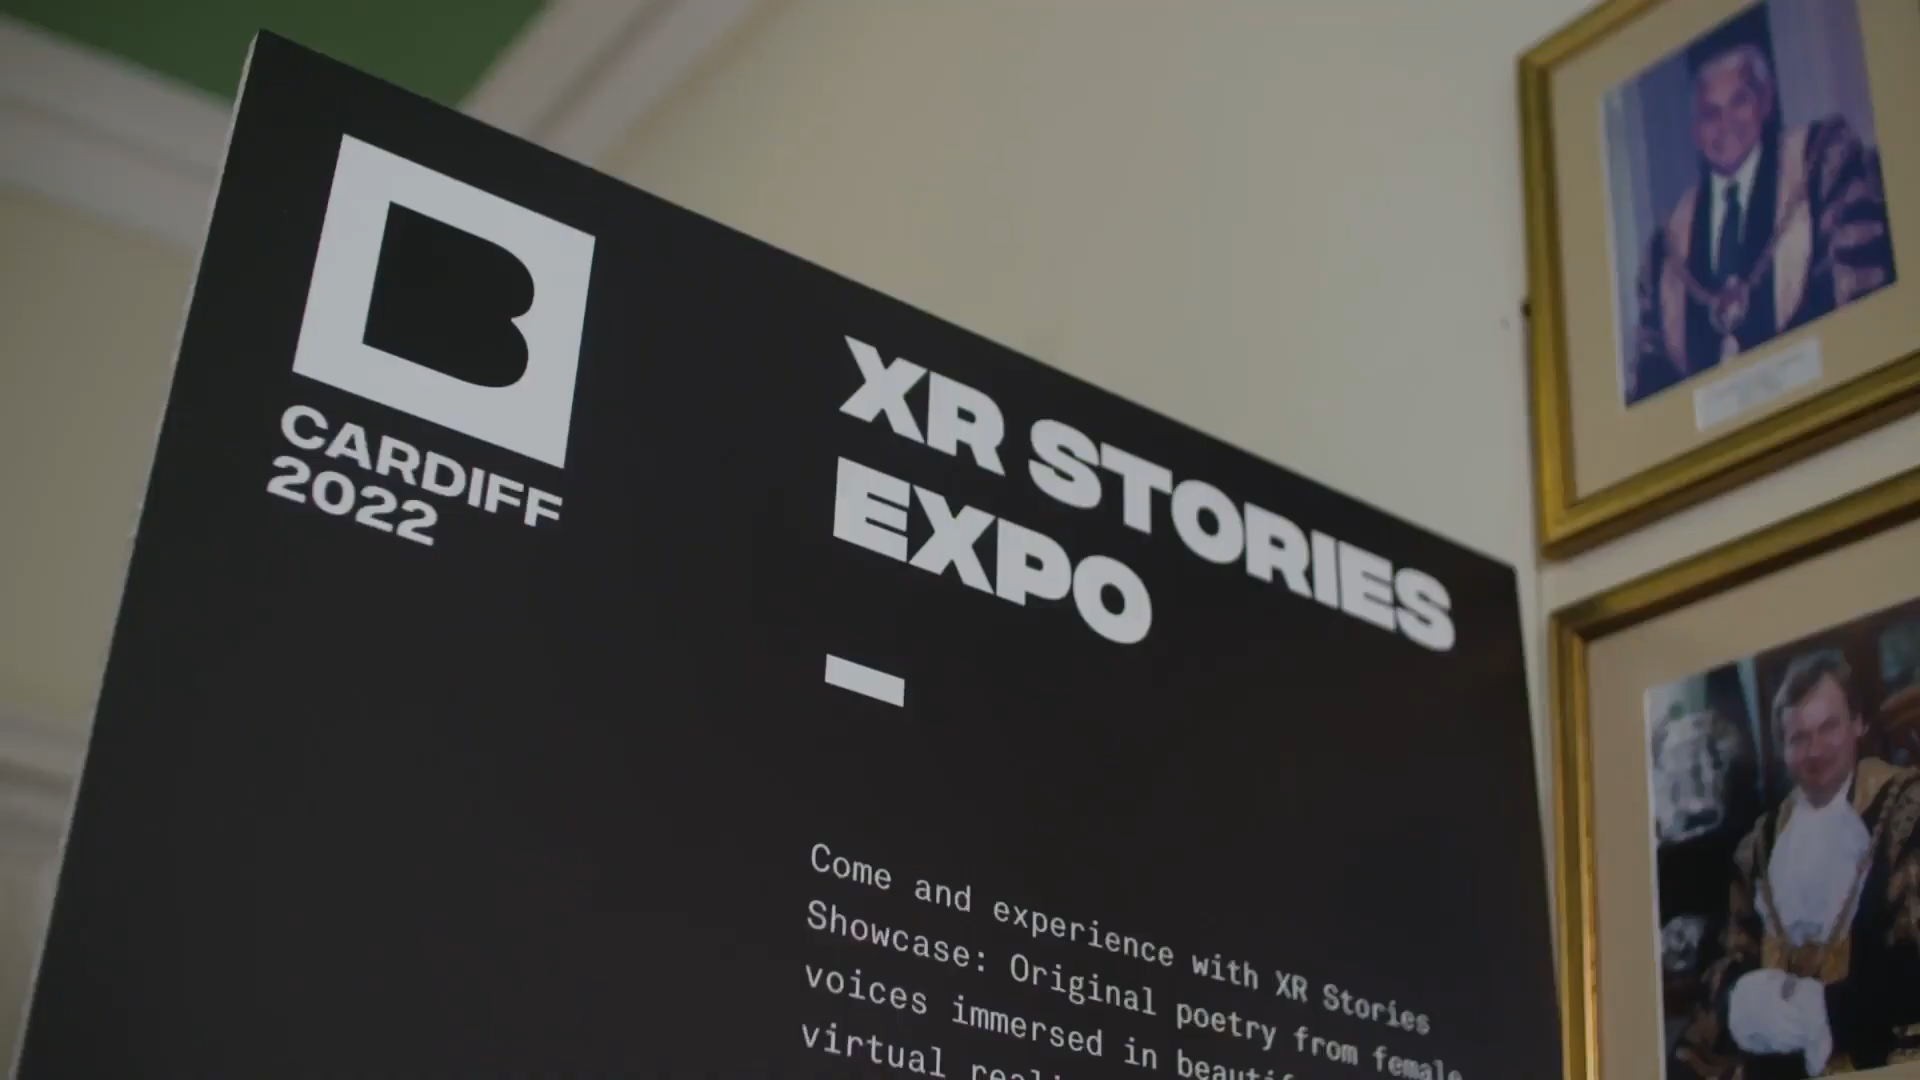 B
CARDIFF
2022
XR STORIES
EXPO
Come and experience with XR Stories
Showcase: Original poetry from female
voices immersed in
virtual